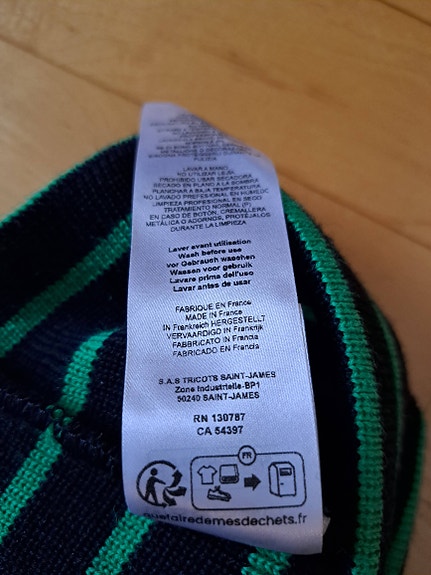 LAVAR A MANO
NO UTILIZAR LEJIA
PROHIBIDO USAR SECADORA
SECADO EN PLANO A LA SOMBRA
PLANCHAR A BAJA TEMPERATURA
NO LAVADO PREFESIONAL EN HUMEDO
LIMPIEZA PROFESIONAL EN SECO
TRATAMIENTO NORMAL (P)
EN CASO DE BOTON, CREMALLERA
METÁLICA O ADORNOS, PROTÉJALOS
DURANTE LA LIMPIEZA
Laver avant utilisation
Wash before use
vor Gebrauch waschen
Wassen voor gebruik
Lavare prima dell'uso
Lavar antes de usar
FABRIQUE EN France
MADE IN France
IN Frankreich HERGESTELLT
VERVAARDIGD IN Frankrijk
FABBRICATO IN Francia
FABRICADO EN Francia
S.A.S TRICOTS SAINT-JAMES
Zone Industrielle-BP1
50240 SAINT-JAMES
RN 130787
CA 54397
FR
quefairedemesdechets.fr